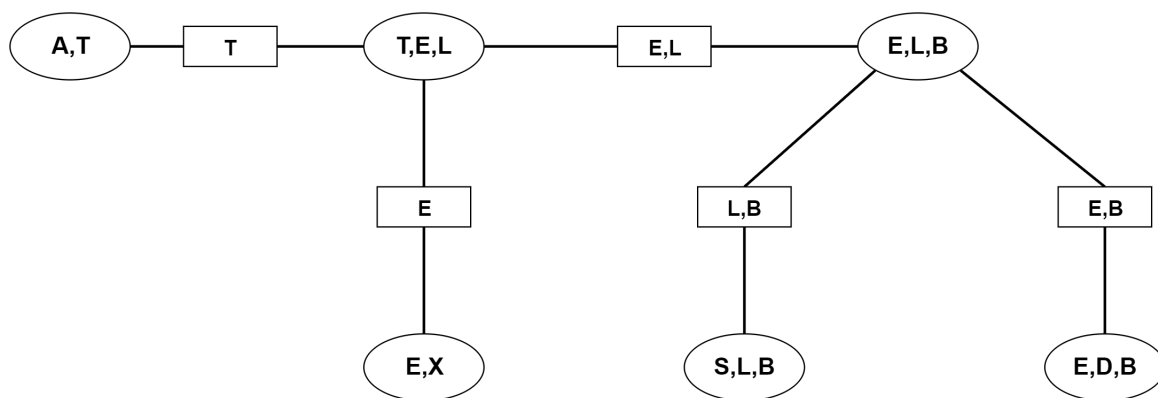 A,T
T
T,E,L
E,L
E,L,B
E
L,B
E,B
E,X
S,L,B
E,D,B